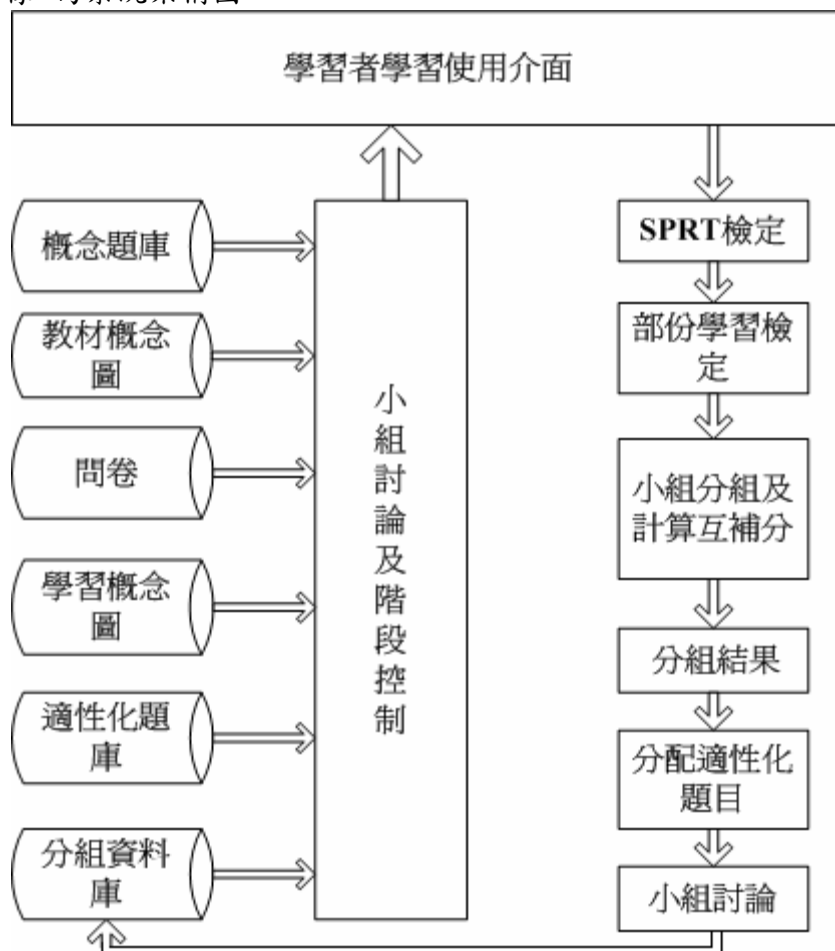 學習者學習使用介面
概念題庫
教材概念
圖
問卷
學習概念
圖
適性化題
庫
分組資料
庫
小
組
討
論
及
階
段
控
制
SPRT檢定
部份學習檢
定
小組分組及
計算互補分
分組結果
分配適性化
題目
小組討論